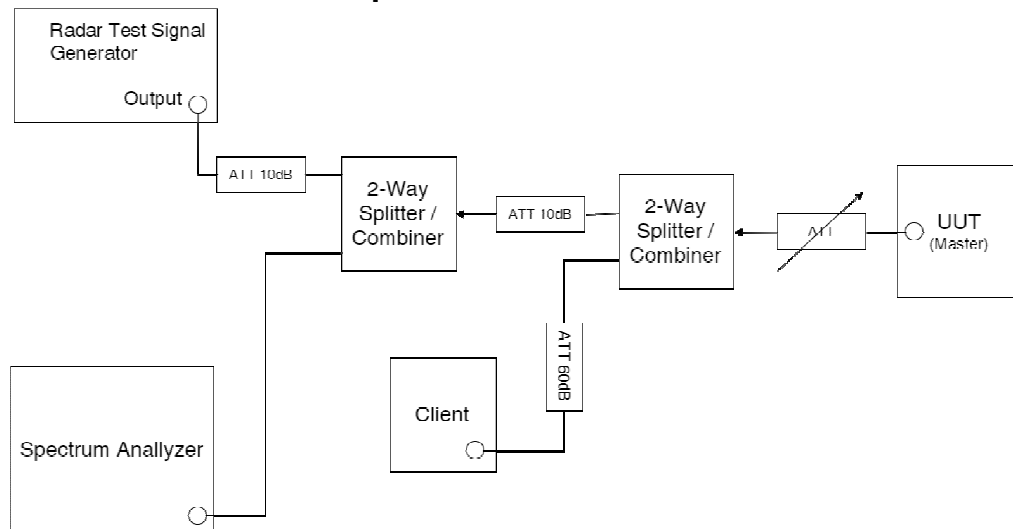 Radar Test Signal
Generator
Output
ATT 10dB
2-Way
Splitter /
Combiner
ATT 10dB
2-Way
Splitter /
Combiner
ATT
UUT
(Master)
ATT 60dB
Client
Spectrum Anallyzer